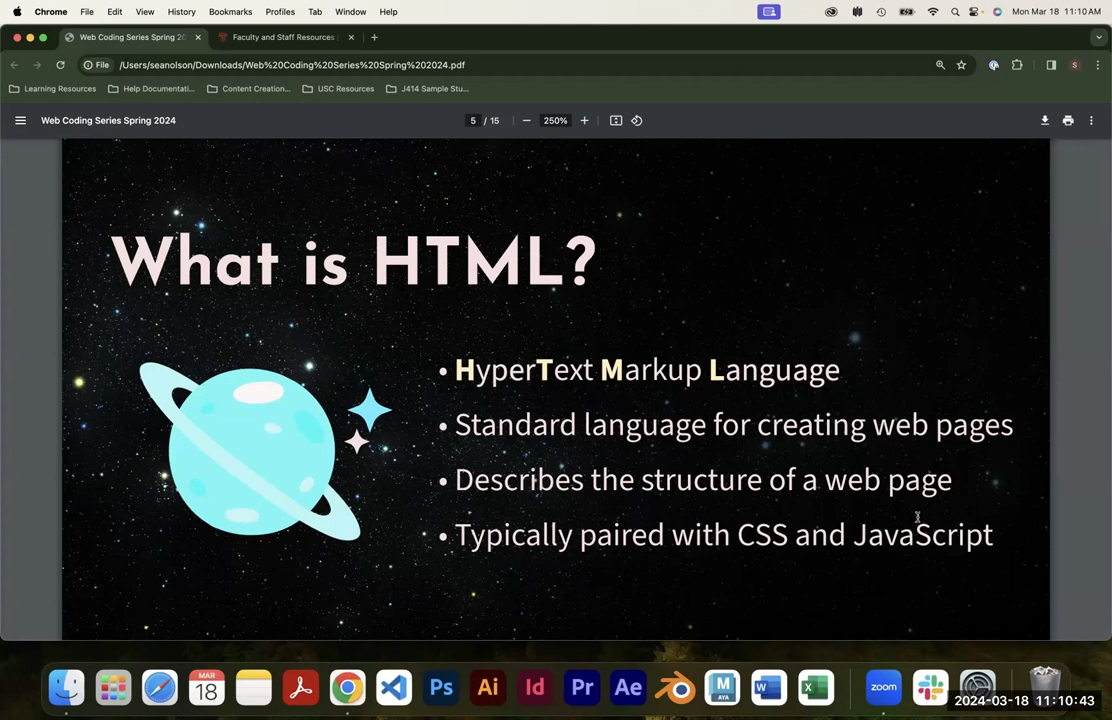 Chrome File Edit View History Bookmarks Profiles Tab Window Help Mon Mar 18 11:10 AM
Web Coding Series Spring 20 Faculty and Staff Resources
File /Users/seanolson/Downloads/Web%20Coding%20Series%20Spring%202024.pdf S
Learning Resources Help Documentati... Content Creation... USC Resources J414 Sample Stu...
Web Coding Series Spring 2024 5 / 15 250%
What is HTML?
• HyperText Markup Language
• Standard language for creating web pages
• Describes the structure of a web page
• Typically paired with CSS and JavaScript
MAR
18 Ps Ai Id Pr Ae M W X zoom
MAYA
2024-03-18 11:10:43